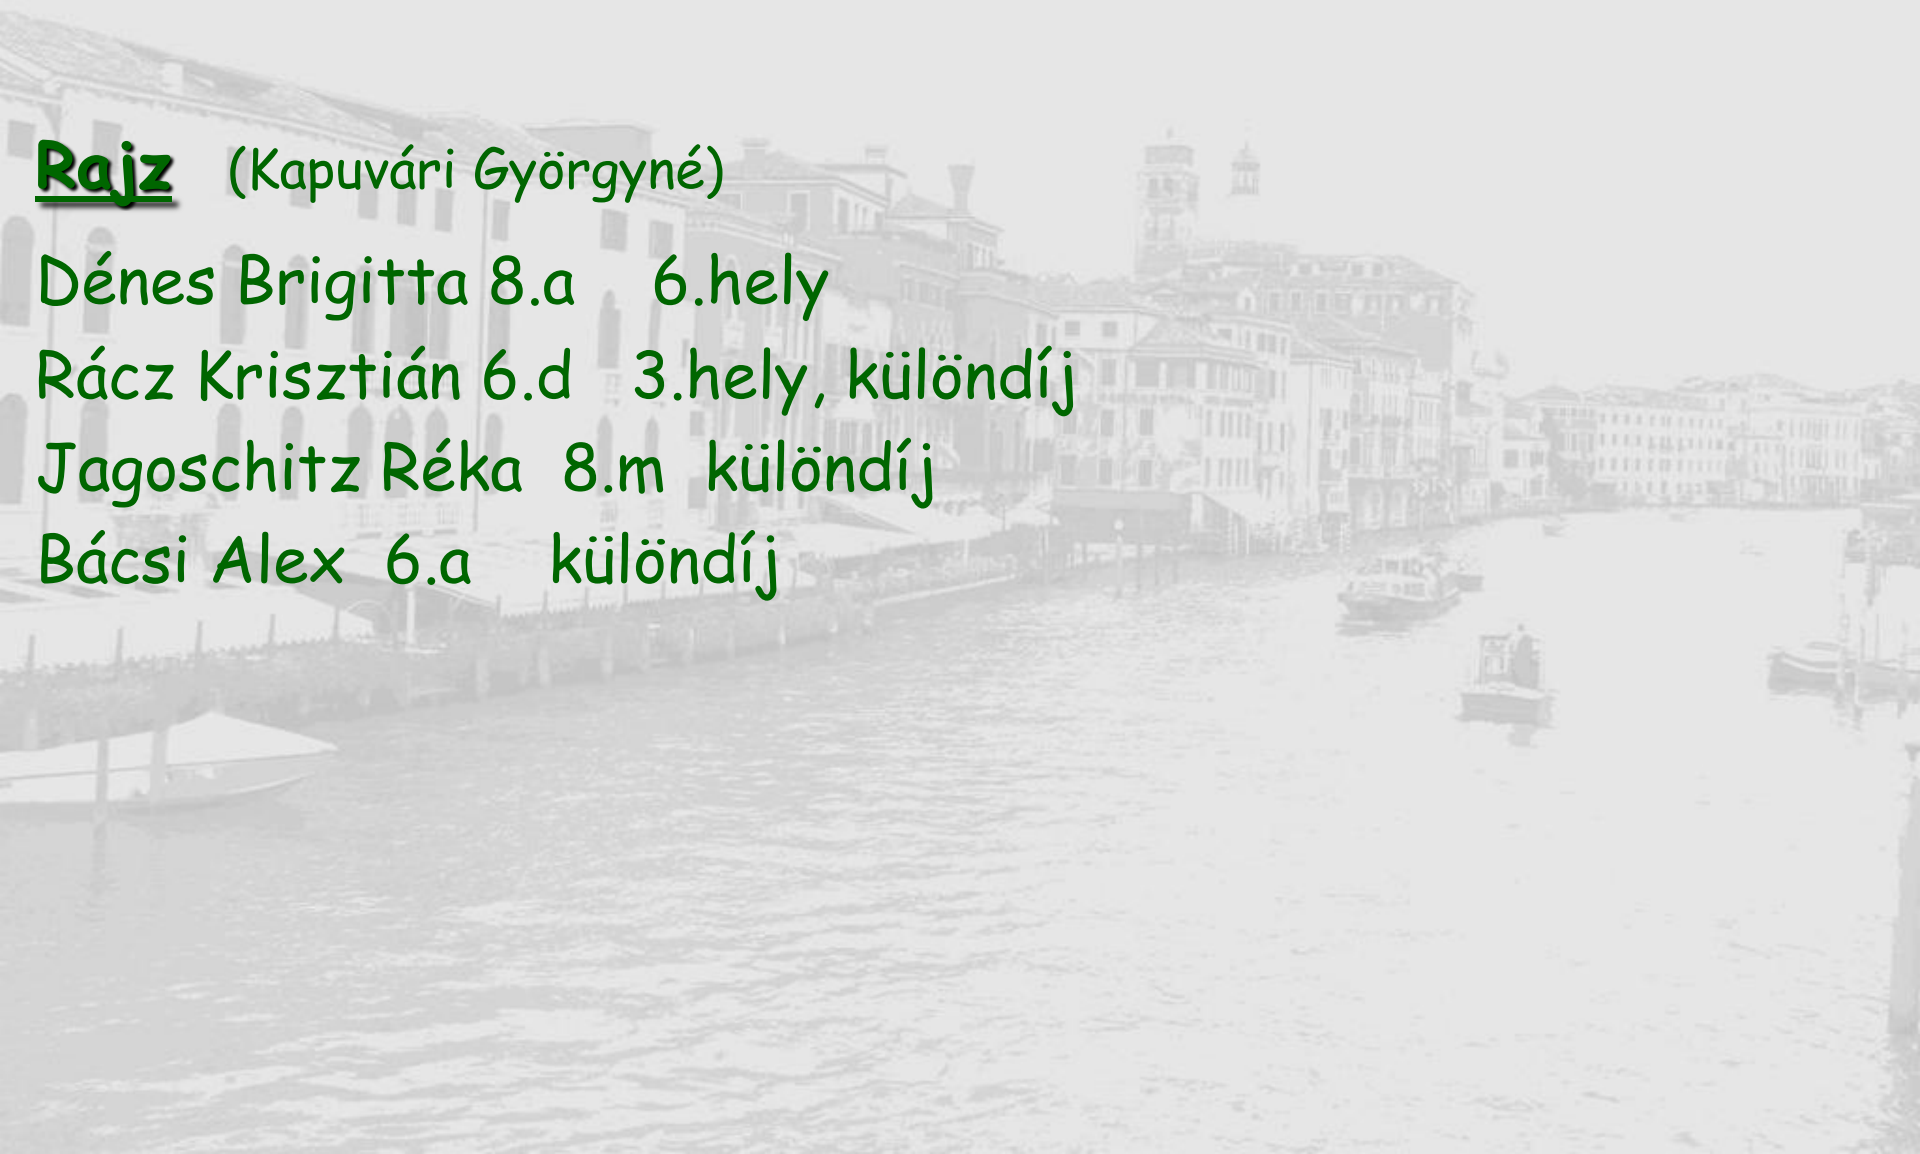 Rajz (Kapuvári Györgyné)
Dénes Brigitta 8.a 6.hely
Rácz Krisztián 6.d 3.hely, különdíj
Jagoschitz Réka 8.m különdíj
Bácsi Alex 6.a különdíj